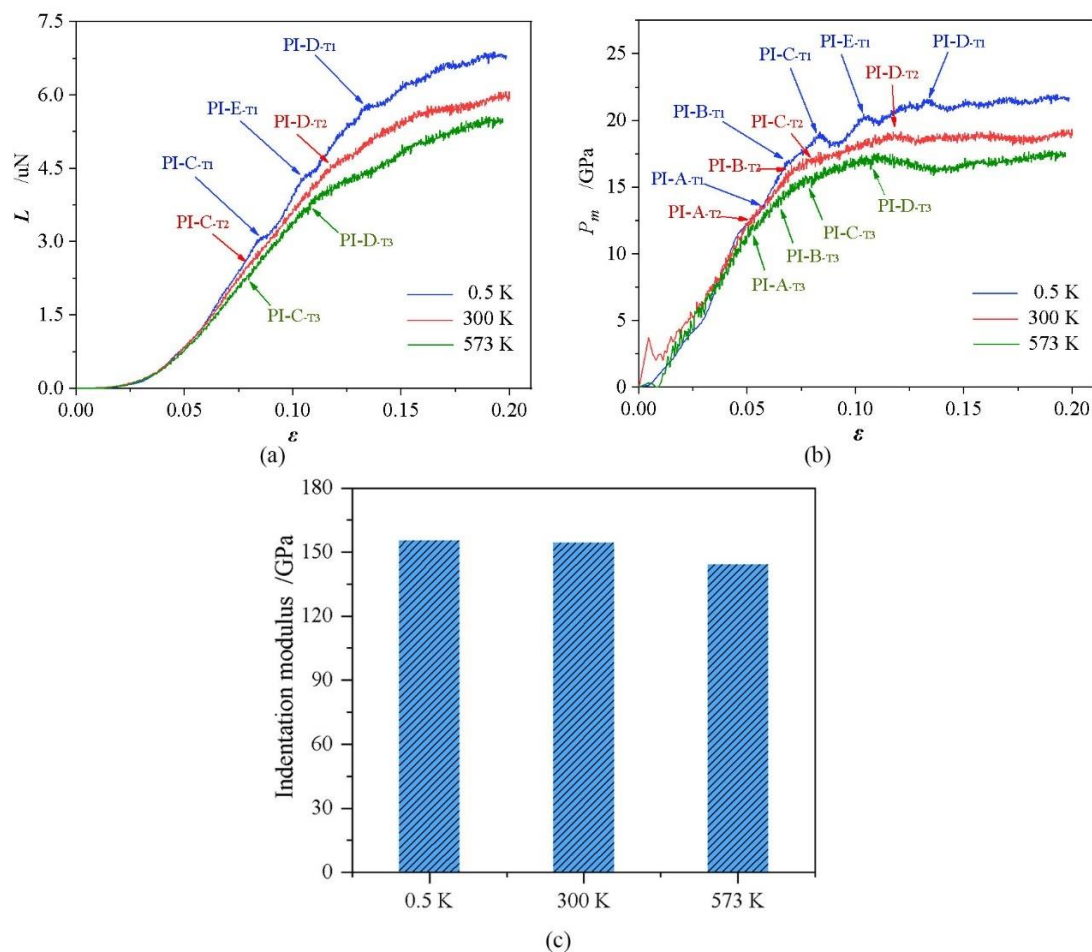 7.5
6.0
4.5
3.0
1.5
0.0
L /uN
0.00 0.05 0.10 0.15 0.20
ε
PI-D-T1
PI-E-T1
PI-D-T2
PI-C-T1
PI-C-T2
PI-D-T3
PI-C-T3
0.5 K
300 K
573 K
(a)
25
20
15
10
5
0
Pm /GPa
0.00 0.05 0.10 0.15 0.20
ε
PI-E-T1
PI-D-T1
PI-C-T1
PI-D-T2
PI-B-T1
PI-C-T2
PI-B-T2
PI-A-T1
PI-A-T2
PI-D-T3
PI-C-T3
PI-B-T3
PI-A-T3
0.5 K
300 K
573 K
(b)
180
150
120
90
60
30
0
Indentation modulus /GPa
0.5 K 300 K 573 K
(c)